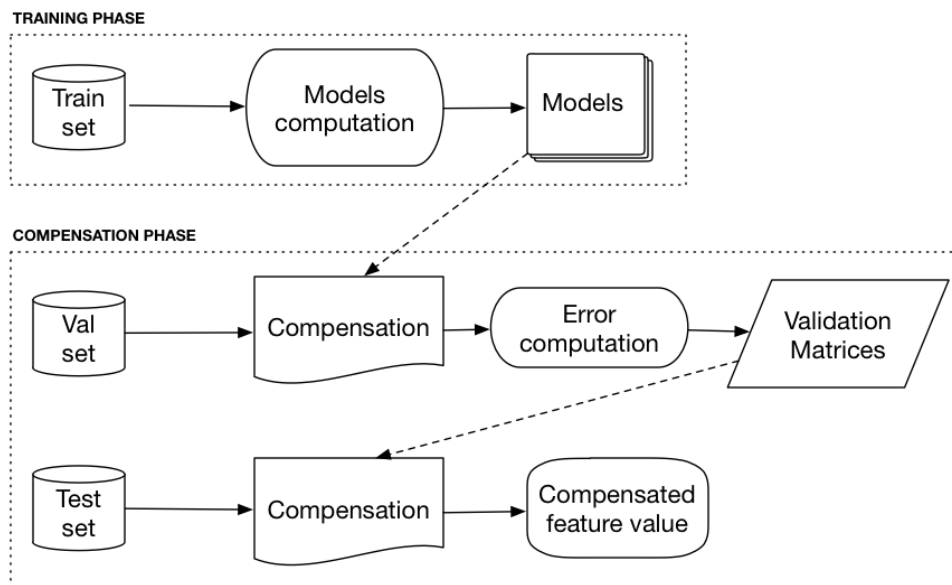 TRAINING PHASE
Train
set
Models
computation
Models
COMPENSATION PHASE
Val
set
Compensation
Error
computation
Validation
Matrices
Test
set
Compensation
Compensated
feature value